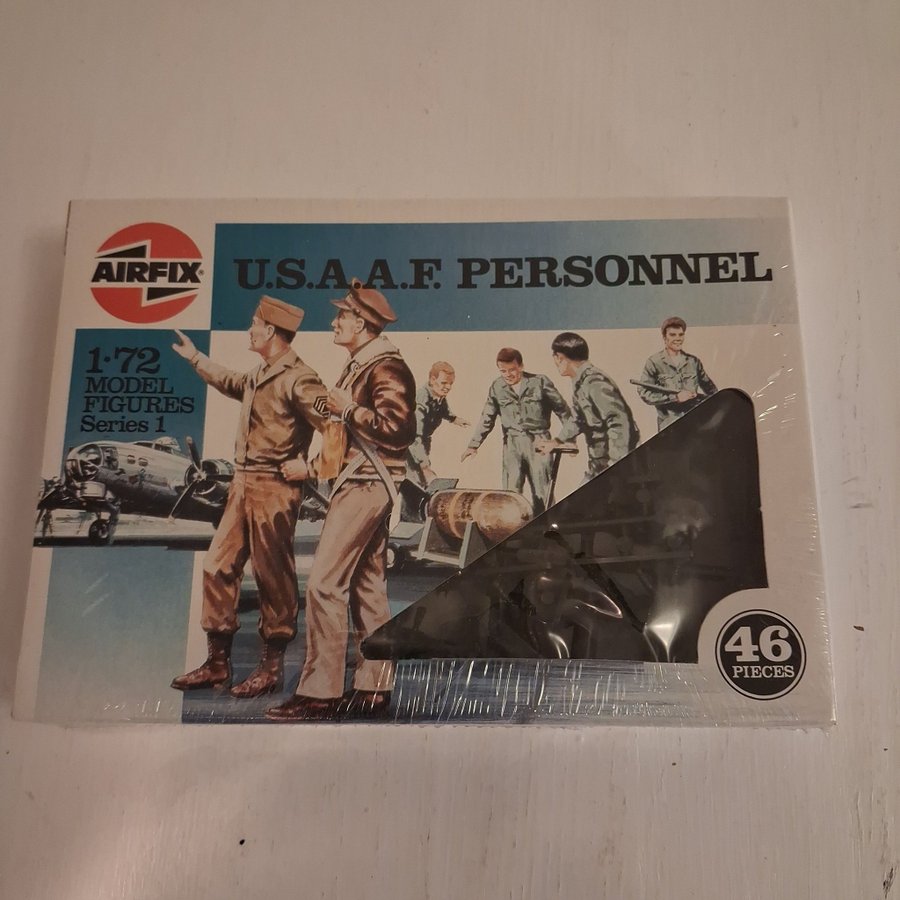 AIRFIX®
U.S.A.A.F. PERSONNEL
1·72
MODEL
FIGURES
Series 1
46
PIECES